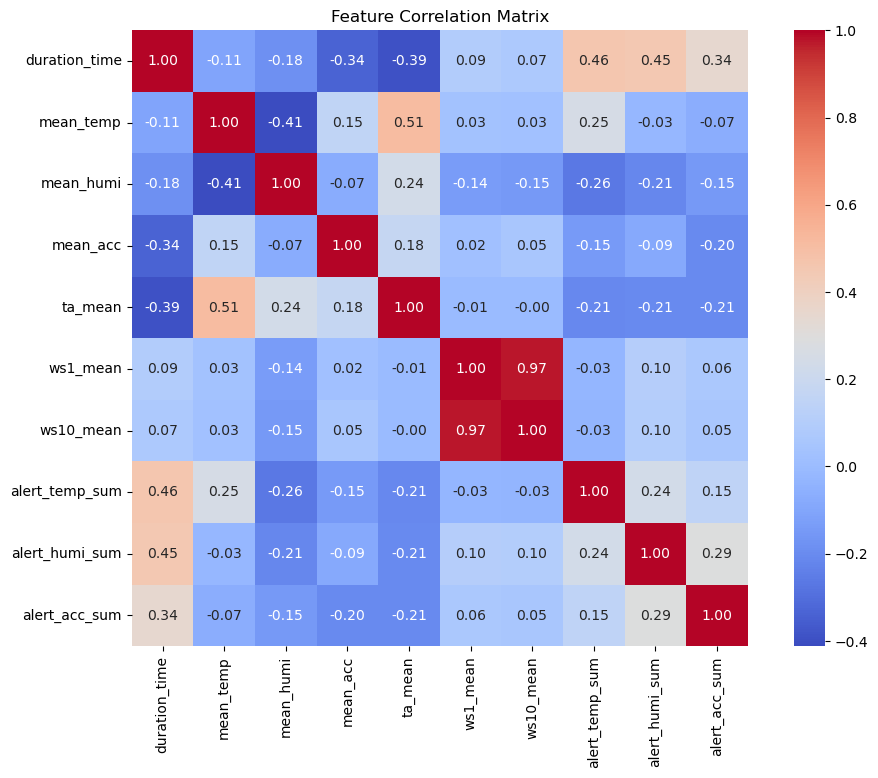 Feature Correlation Matrix
duration_time 1.00 -0.11 -0.18 -0.34 -0.39 0.09 0.07 0.46 0.45 0.34
mean_temp -0.11 1.00 -0.41 0.15 0.51 0.03 0.03 0.25 -0.03 -0.07
mean_humi -0.18 -0.41 1.00 -0.07 0.24 -0.14 -0.15 -0.26 -0.21 -0.15
mean_acc -0.34 0.15 -0.07 1.00 0.18 0.02 0.05 -0.15 -0.09 -0.20
ta_mean -0.39 0.51 0.24 0.18 1.00 -0.01 -0.00 -0.21 -0.21 -0.21
ws1_mean 0.09 0.03 -0.14 0.02 -0.01 1.00 0.97 -0.03 0.10 0.06
ws10_mean 0.07 0.03 -0.15 0.05 -0.00 0.97 1.00 -0.03 0.10 0.05
alert_temp_sum 0.46 0.25 -0.26 -0.15 -0.21 -0.03 -0.03 1.00 0.24 0.15
alert_humi_sum 0.45 -0.03 -0.21 -0.09 -0.21 0.10 0.10 0.24 1.00 0.29
alert_acc_sum 0.34 -0.07 -0.15 -0.20 -0.21 0.06 0.05 0.15 0.29 1.00
duration_time
mean_temp
mean_humi
mean_acc
ta_mean
ws1_mean
ws10_mean
alert_temp_sum
alert_humi_sum
alert_acc_sum
1.0
0.8
0.6
0.4
0.2
0.0
−0.2
−0.4